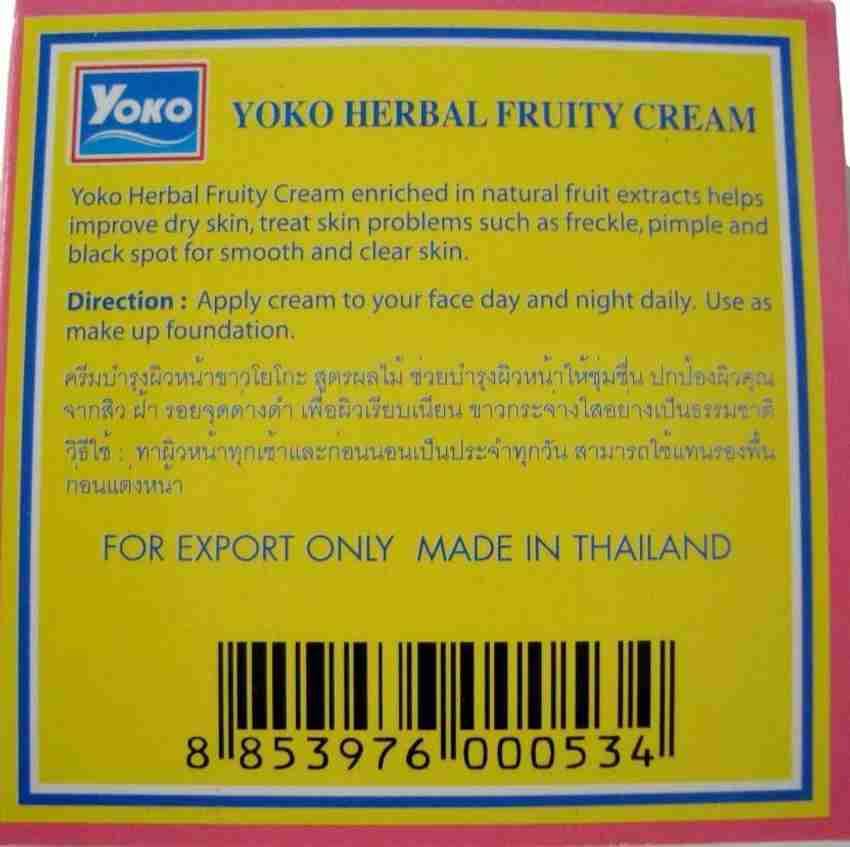 YOKO
YOKO HERBAL FRUITY CREAM
Yoko Herbal Fruity Cream enriched in natural fruit extracts helps
improve dry skin, treat skin problems such as freckle, pimple and
black spot for smooth and clear skin.
Direction : Apply cream to your face day and night daily. Use as
make up foundation.
ครีมบำรุงผิวหน้าขาวโยโกะ สูตรผลไม้ ช่วยบำรุงผิวหน้าให้ชุ่มชื่น ปกป้องผิวคุณ
จากสิว ฝ้า รอยจุดด่างดำ เพื่อผิวเรียบเนียน ขาวกระจ่างใสอย่างเป็นธรรมชาติ
วิธีใช้ : ทาผิวหน้าทุกเช้าและก่อนนอนเป็นประจำทุกวัน สามารถใช้แทนรองพื้น
ก่อนแต่งหน้า
FOR EXPORT ONLY MADE IN THAILAND
8 853976 000534